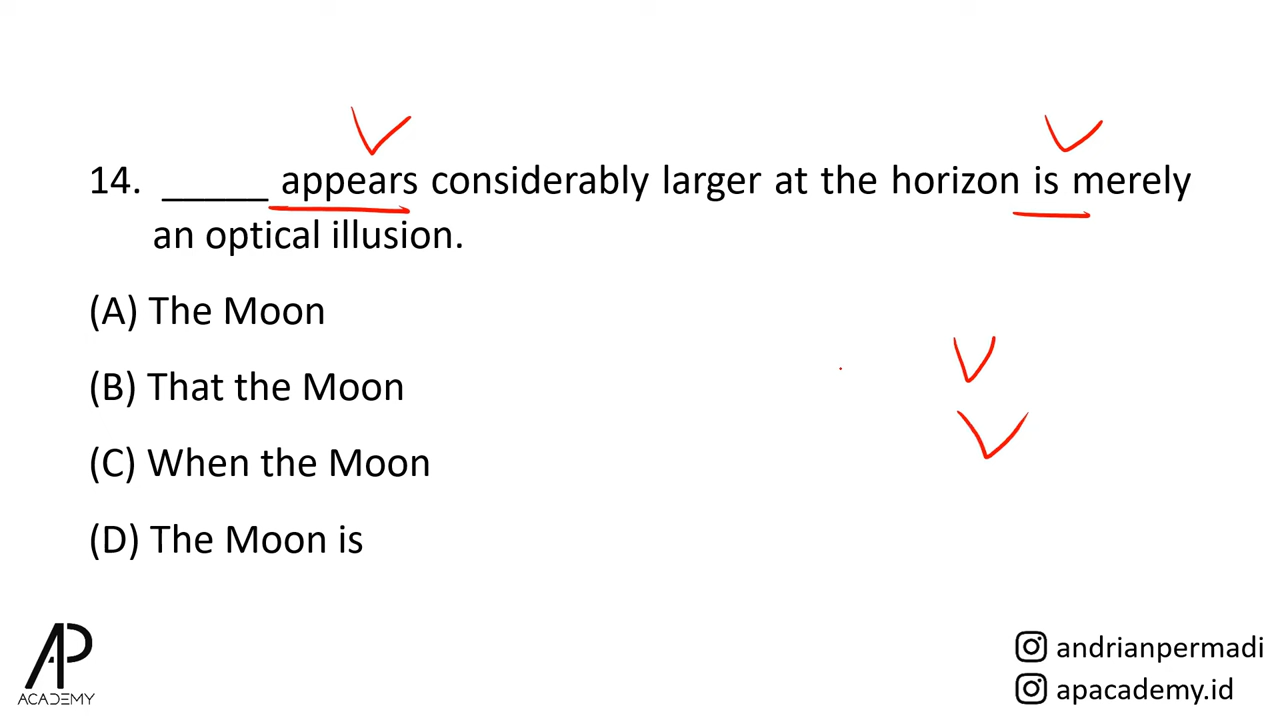 14. _____ appears considerably larger at the horizon is merely
an optical illusion.
(A) The Moon
(B) That the Moon
(C) When the Moon
(D) The Moon is
AP
ACADEMY
andrianpermadi
apacademy.id